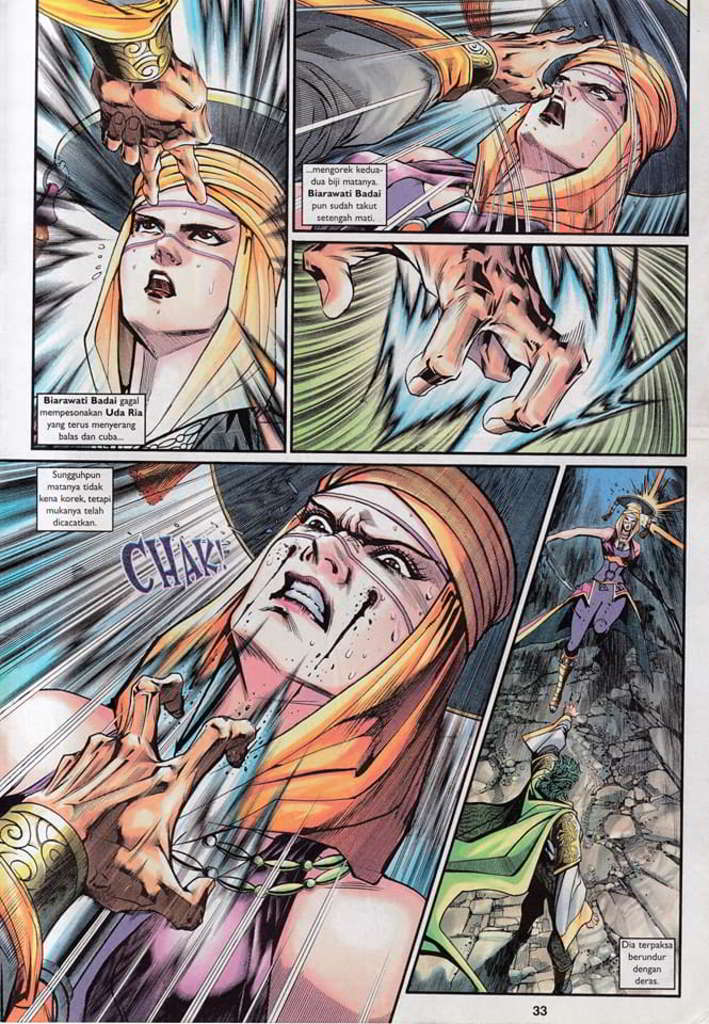 Biarawati Badai gagal
mempesonakan Uda Ria
yang terus menyerang
balas dan cuba...
...mengorek kedua-
dua biji matanya.
Biarawati Badai
pun sudah takut
setengah mati.
Sungguhpun
matanya tidak
kena korek, tetapi
mukanya telah
dicacatkan.
CHAK!
Dia terpaksa
berundur
dengan
deras.
33